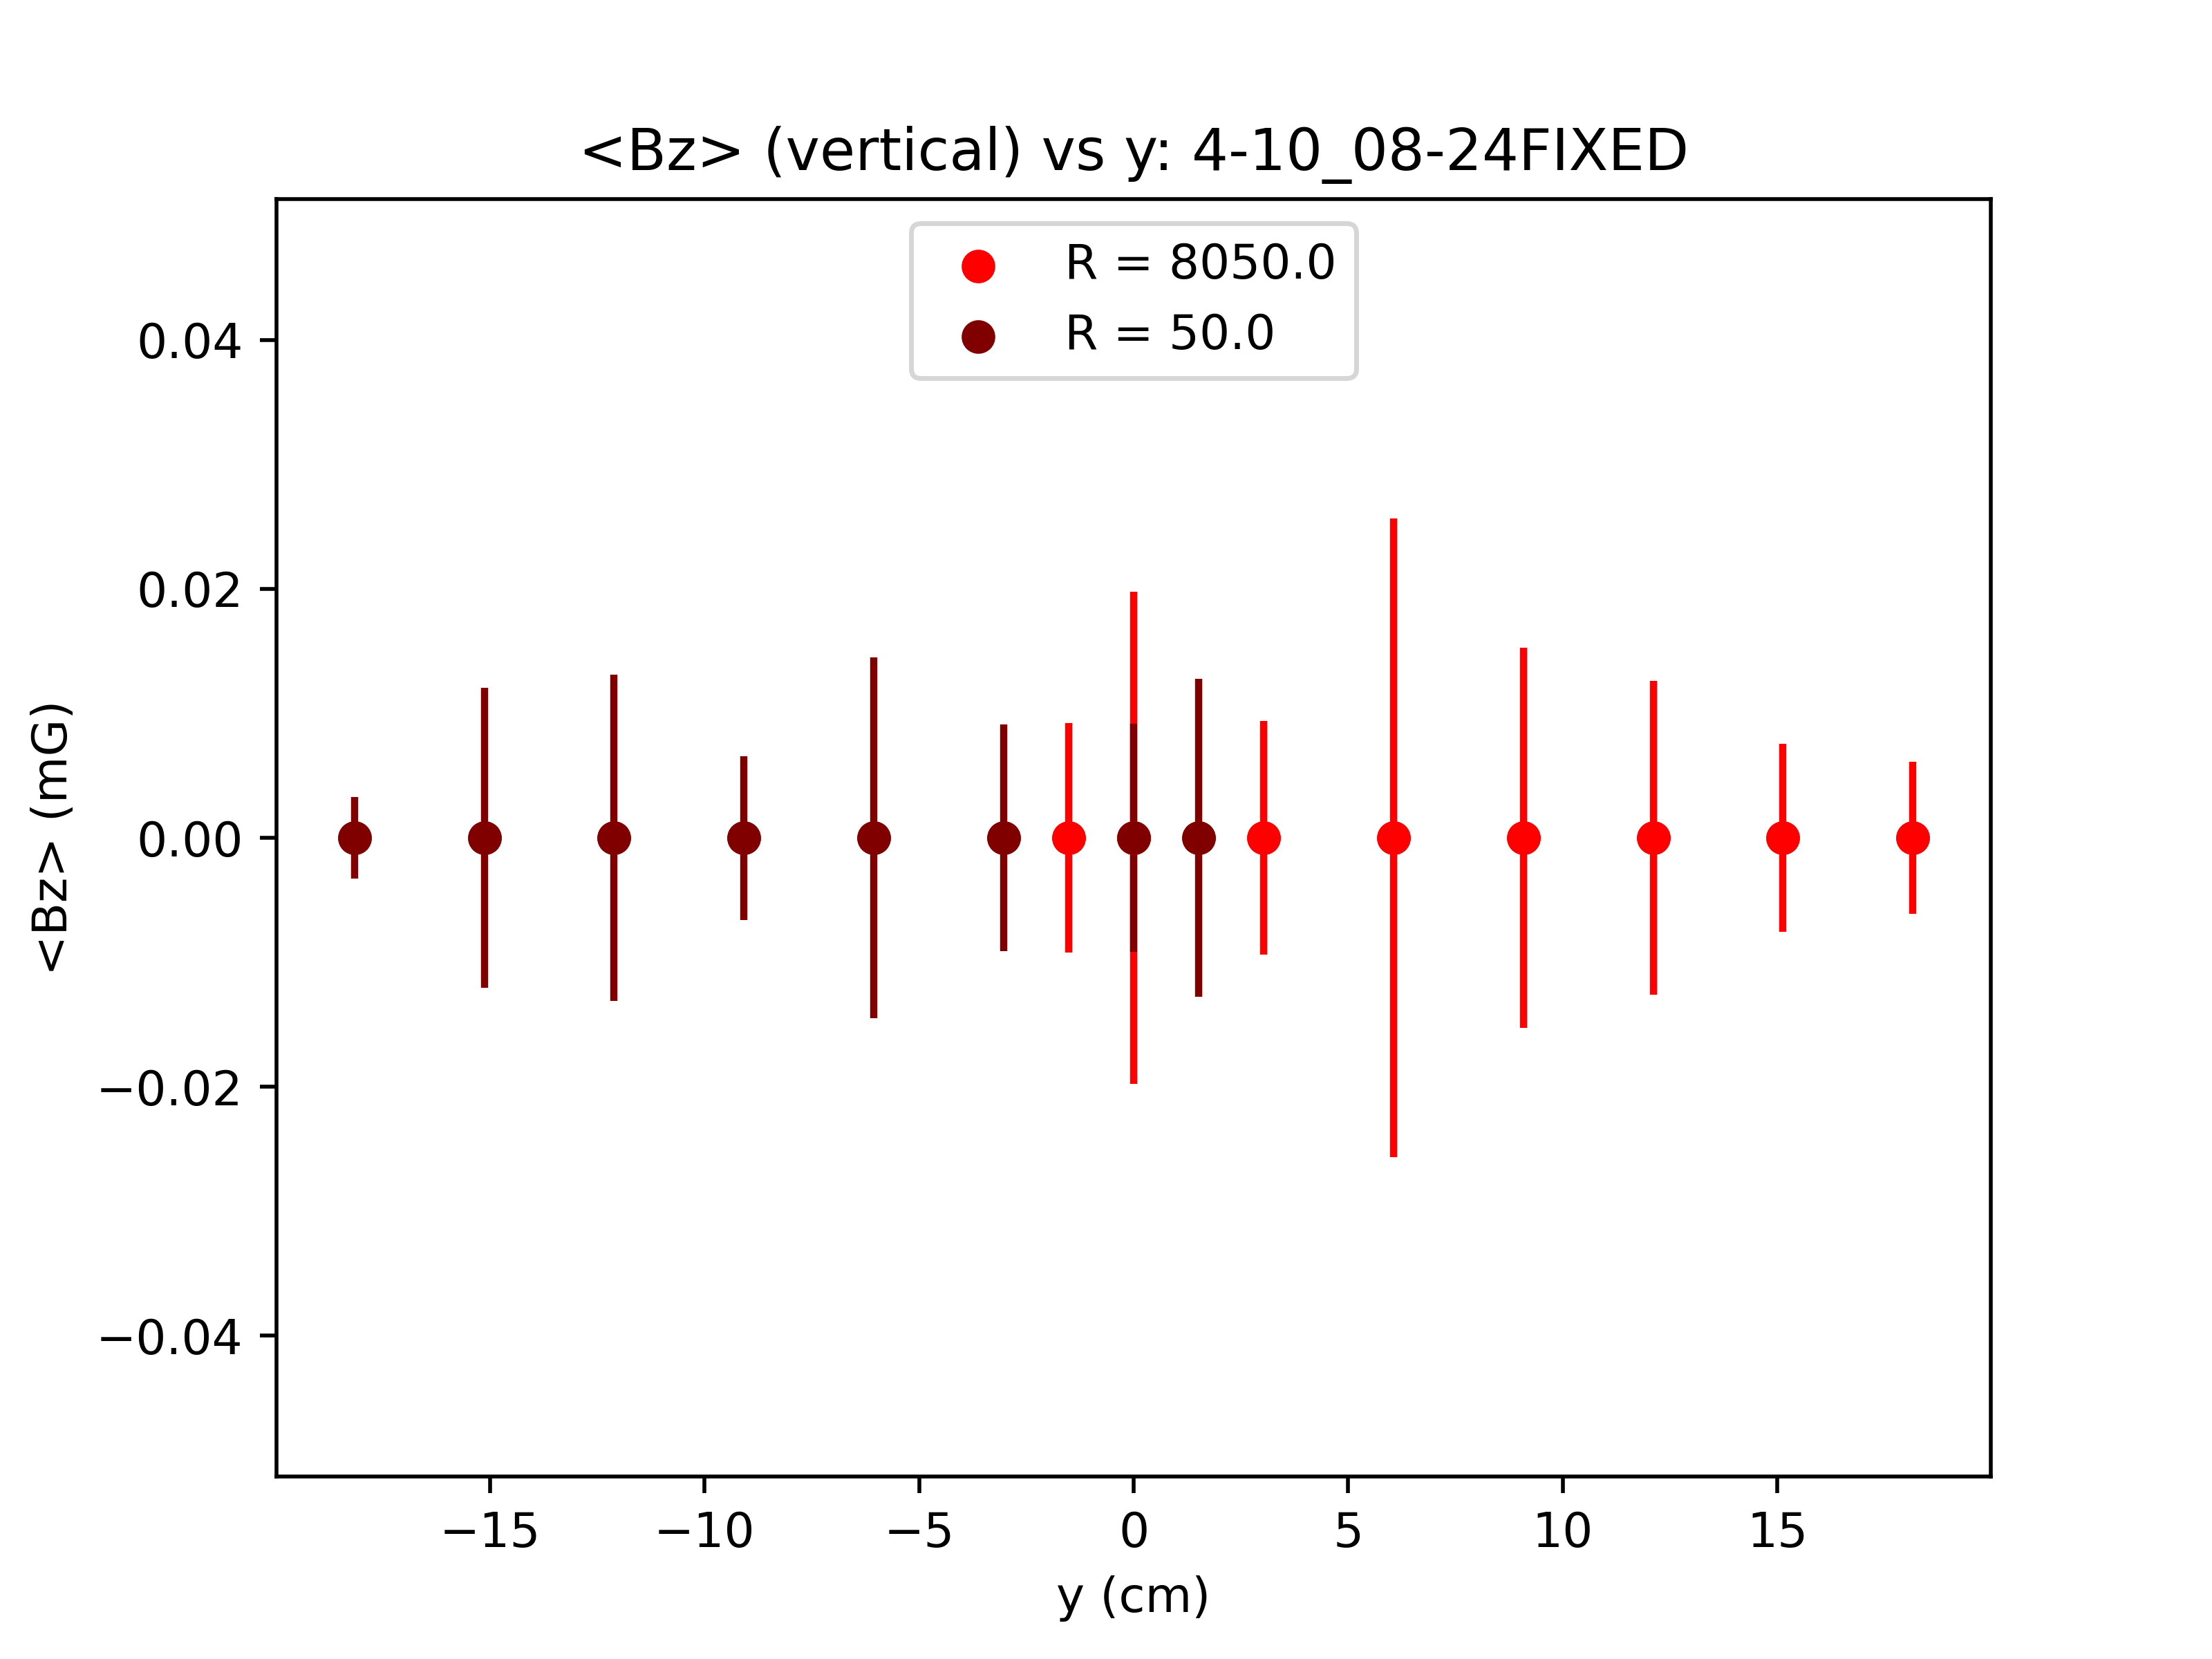 <Bz> (vertical) vs y: 4-10_08-24FIXED
R = 8050.0
R = 50.0
0.04
0.02
0.00
−0.02
−0.04
<Bz> (mG)
−15 −10 −5 0 5 10 15
y (cm)